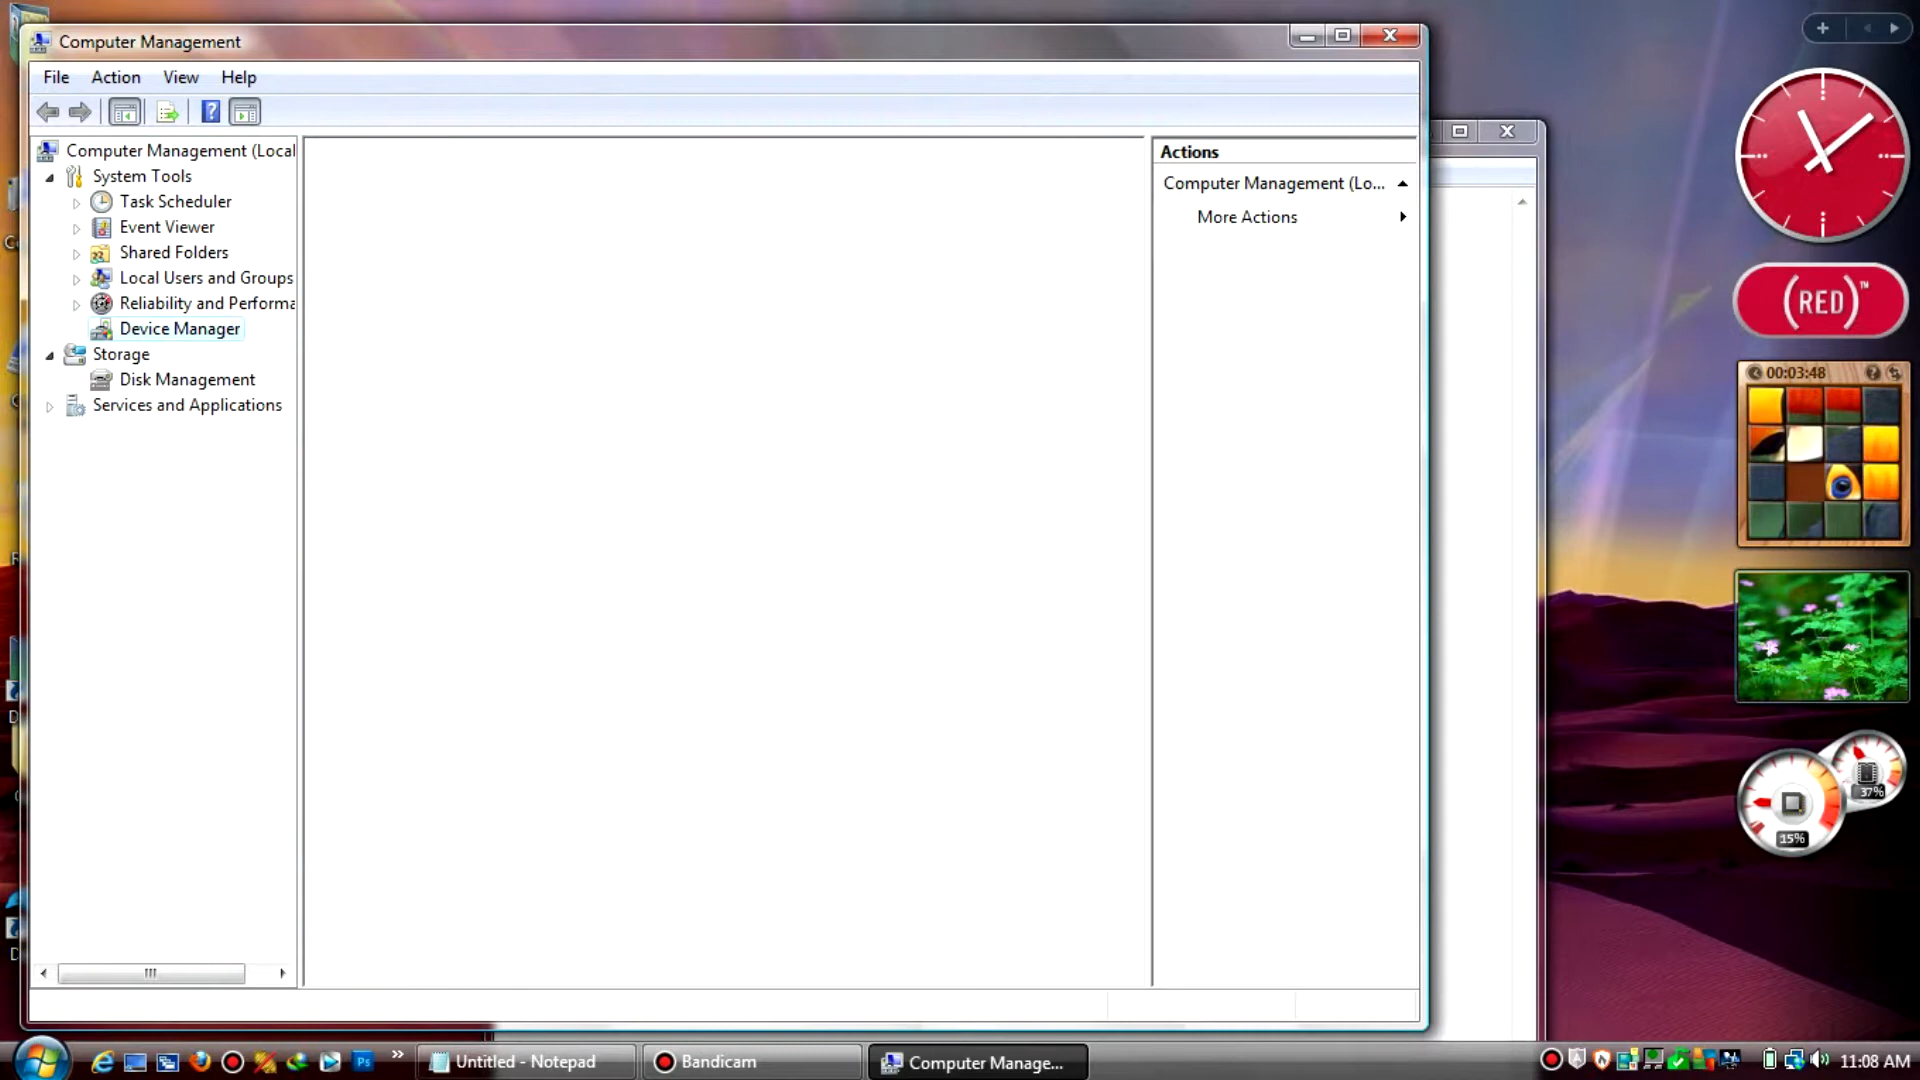 Computer Management
File Action View Help
Computer Management (Local
System Tools
Task Scheduler
Event Viewer
Shared Folders
Local Users and Groups
Reliability and Performa
Device Manager
Storage
Disk Management
Services and Applications
Actions
Computer Management (Lo...
More Actions
(RED)™
00:03:48
37%
15%
Ps
Untitled - Notepad
Bandicam
Computer Manage...
11:08 AM